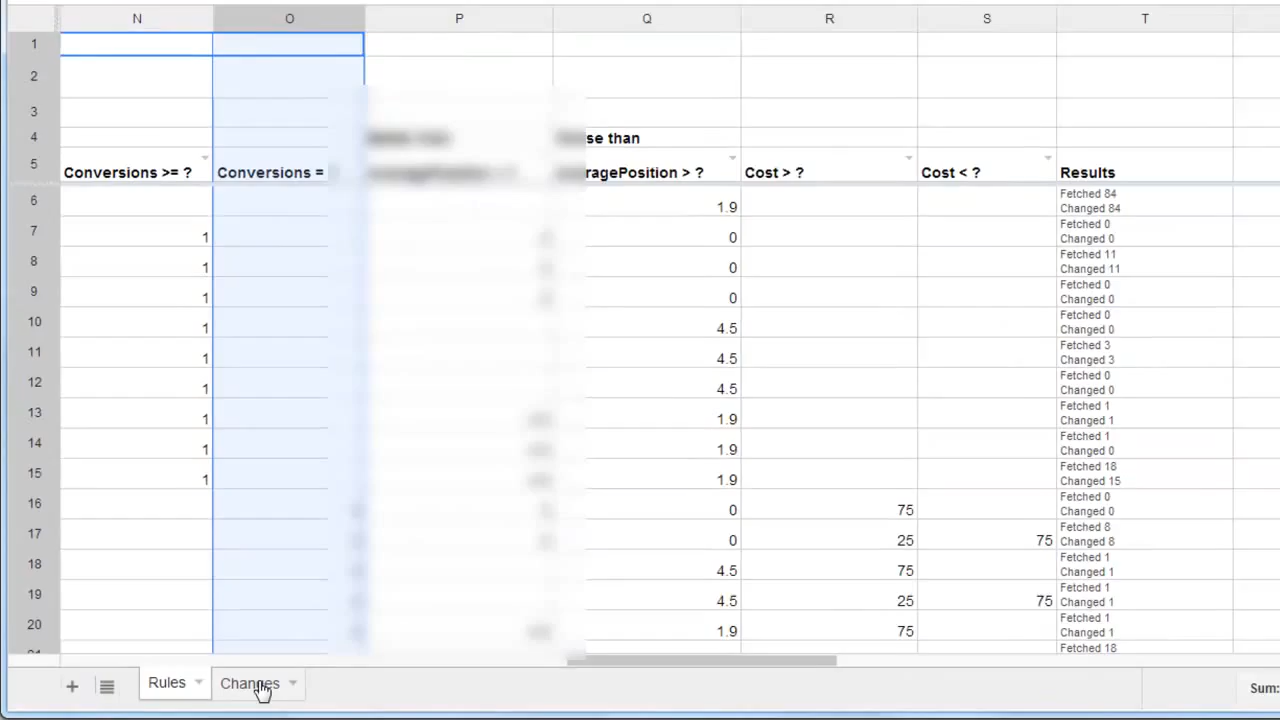 N O P Q R S T
1
2
3
4 se than
5 Conversions >= ? Conversions = ragePosition > ? Cost > ? Cost < ? Results
6 1.9 Fetched 84
Changed 84
7 1 0 Fetched 0
Changed 0
8 1 0 Fetched 11
Changed 11
9 1 0 Fetched 0
Changed 0
10 1 4.5 Fetched 0
Changed 0
11 1 4.5 Fetched 3
Changed 3
12 1 4.5 Fetched 0
Changed 0
13 1 1.9 Fetched 1
Changed 1
14 1 1.9 Fetched 1
Changed 0
15 1 1.9 Fetched 18
Changed 15
16 0 75 Fetched 0
Changed 0
17 0 25 75 Fetched 8
Changed 8
18 4.5 75 Fetched 1
Changed 1
19 4.5 25 75 Fetched 1
Changed 1
20 1.9 75 Fetched 1
Changed 1
Fetched 18
Rules Changes Sum: